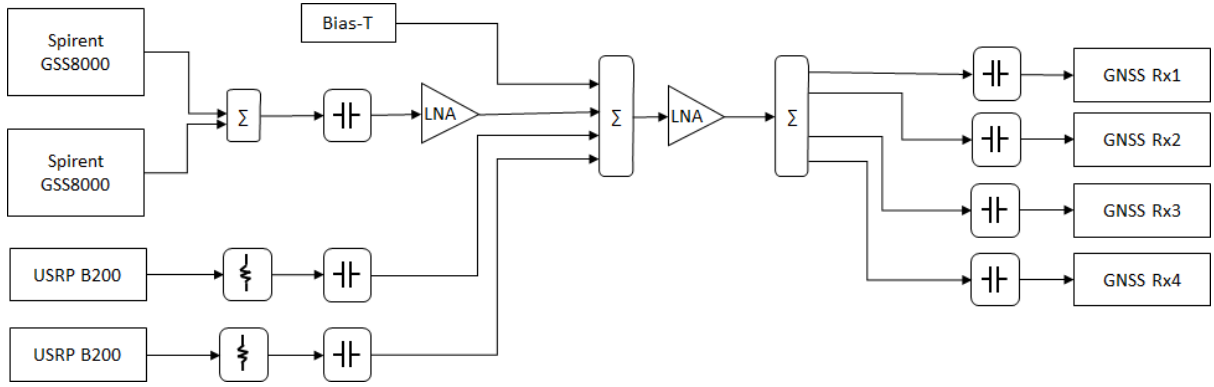 Spirent
GSS8000
Bias-T
Spirent
GSS8000
Σ
LNA
Σ
LNA
Σ
GNSS Rx1
GNSS Rx2
GNSS Rx3
GNSS Rx4
USRP B200
USRP B200